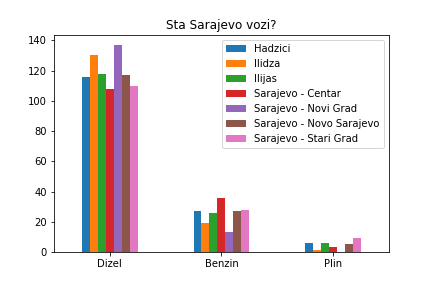 Sta Sarajevo vozi?
140
120
100
80
60
40
20
0
Hadzici
Ilidza
Ilijas
Sarajevo - Centar
Sarajevo - Novi Grad
Sarajevo - Novo Sarajevo
Sarajevo - Stari Grad
Dizel Benzin Plin